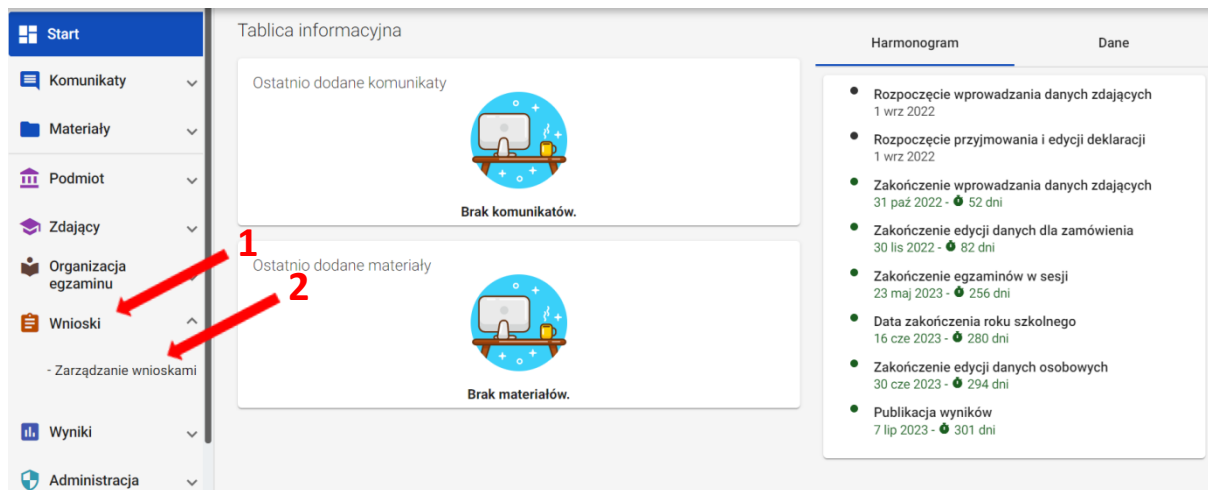 Start
Komunikaty
Materiały
Podmiot
Zdający
Organizacja
egzaminu
Wnioski
- Zarządzanie wnioskami
Wyniki
Administracja
1
2
Tablica informacyjna
Ostatnio dodane komunikaty
Brak komunikatów.
Ostatnio dodane materiały
Brak materiałów.
Harmonogram
Dane
Rozpoczęcie wprowadzania danych zdających
1 wrz 2022
Rozpoczęcie przyjmowania i edycji deklaracji
1 wrz 2022
Zakończenie wprowadzania danych zdających
31 paź 2022 - 52 dni
Zakończenie edycji danych dla zamówienia
30 lis 2022 - 82 dni
Zakończenie egzaminów w sesji
23 maj 2023 - 256 dni
Data zakończenia roku szkolnego
16 cze 2023 - 280 dni
Zakończenie edycji danych osobowych
30 cze 2023 - 294 dni
Publikacja wyników
7 lip 2023 - 301 dni